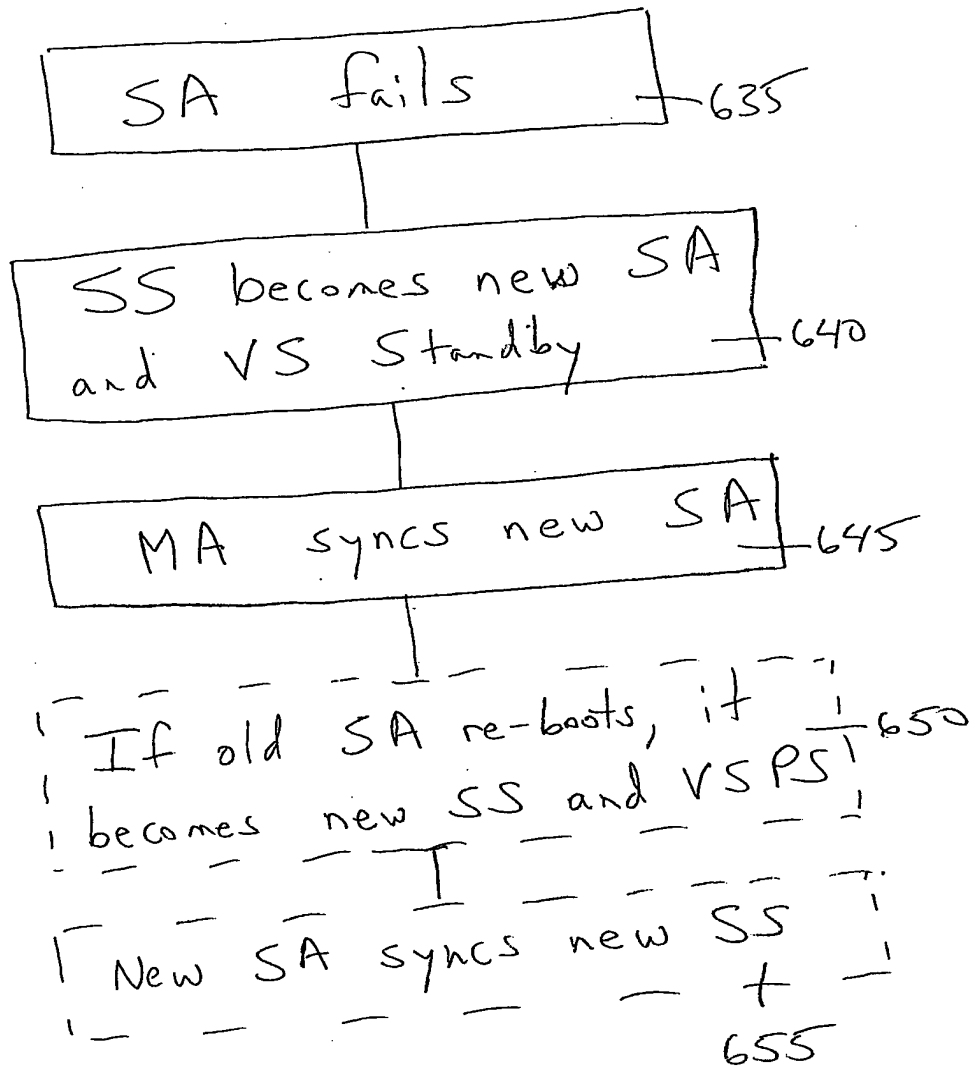 SA fails
635
SS becomes new SA
and VS Standby
640
MA syncs new SA
645
If old SA re-boots, it
650
becomes new SS and VSPS
New SA syncs new SS
655